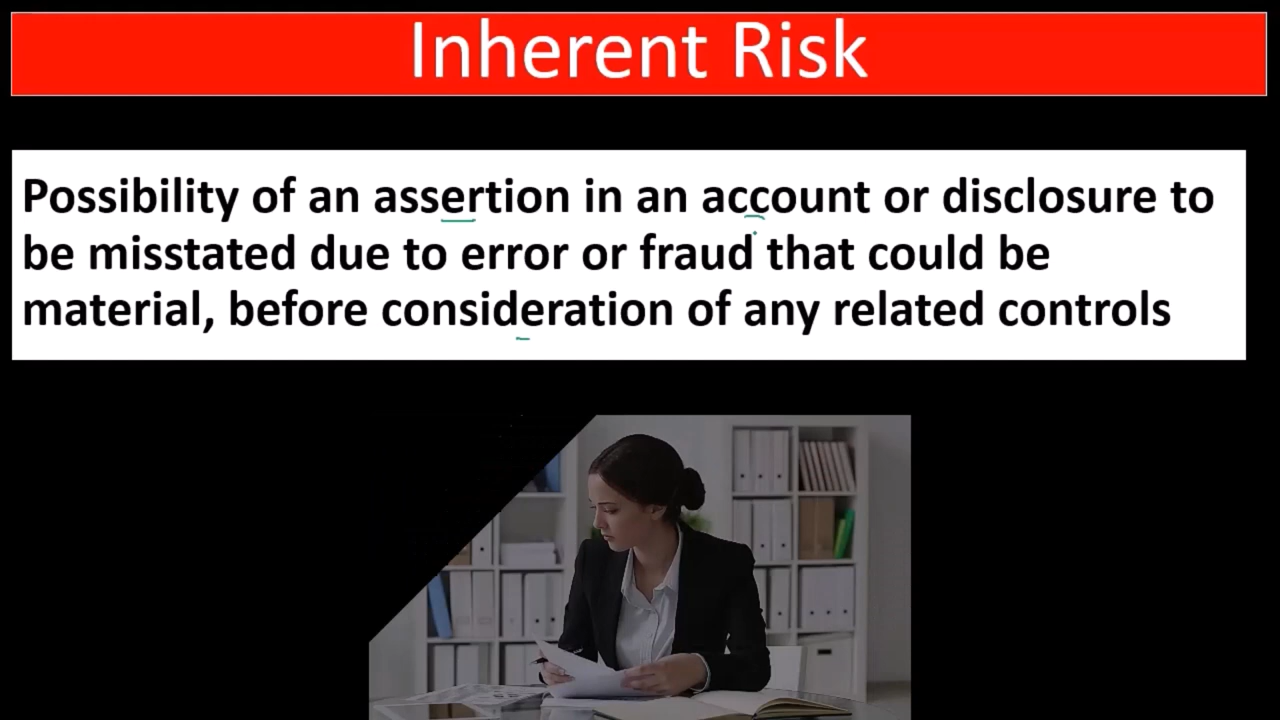 Inherent Risk
Possibility of an assertion in an account or disclosure to
be misstated due to error or fraud that could be
material, before consideration of any related controls